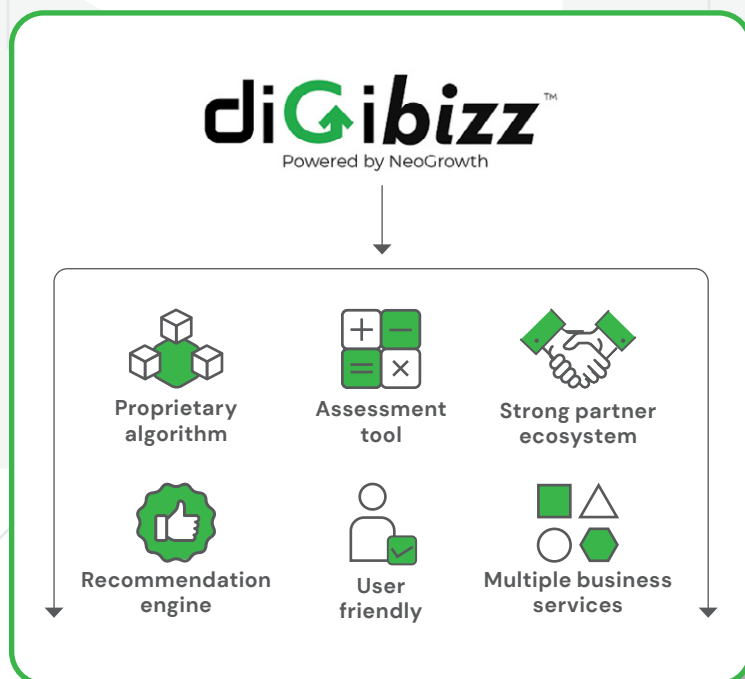 diGibizz™
Powered by NeoGrowth
Proprietary
algorithm
Assessment
tool
Strong partner
ecosystem
Recommendation
engine
User
friendly
Multiple business
services